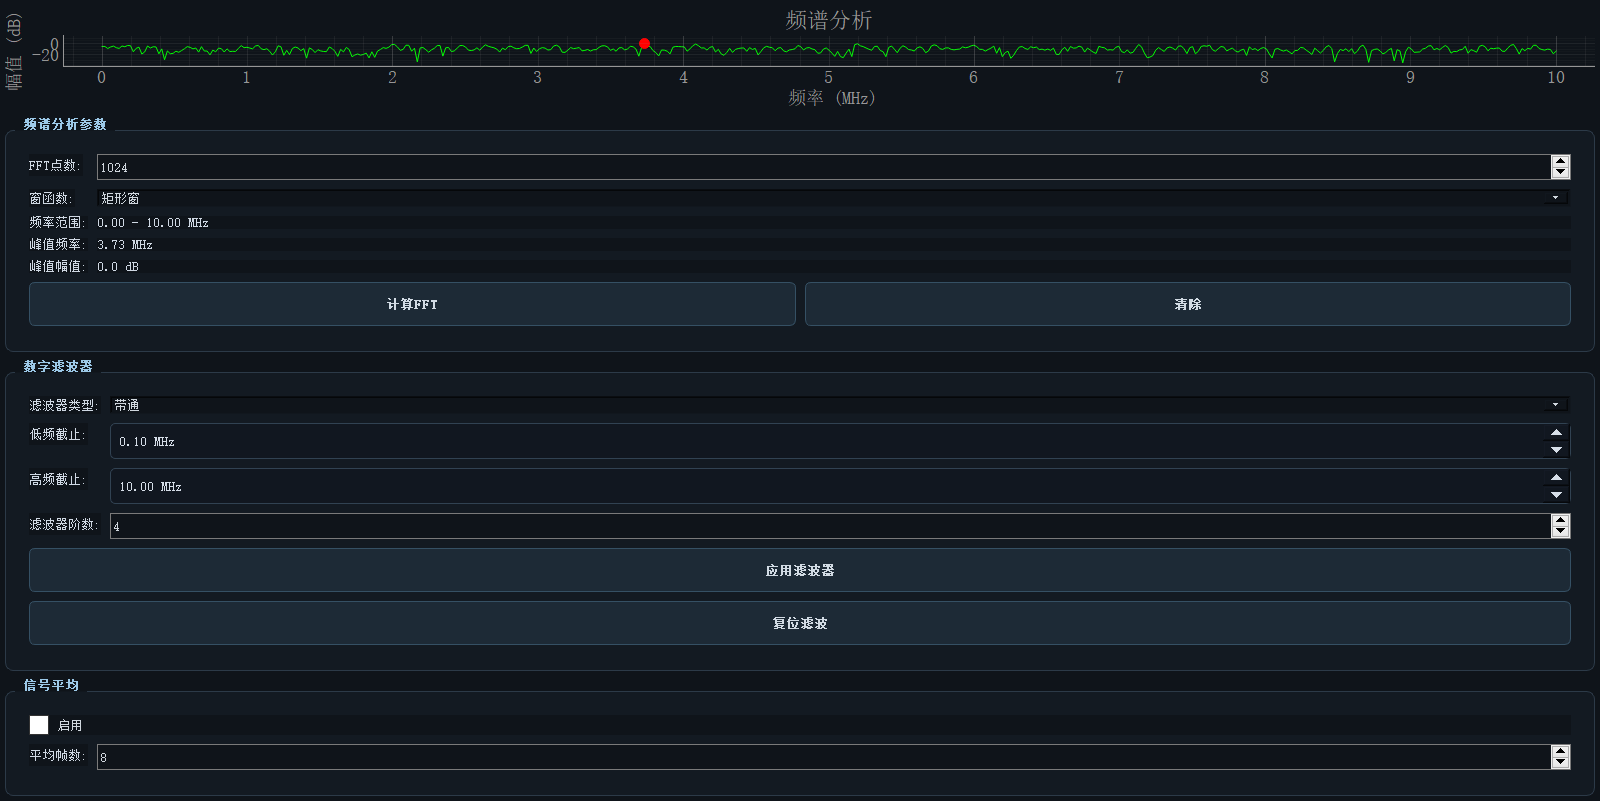 频谱分析
幅值 (dB)
0
-20
0 1 2 3 4 5 6 7 8 9 10
频率 (MHz)
频谱分析参数
FFT点数: 1024
窗函数: 矩形窗
频率范围: 0.00 - 10.00 MHz
峰值频率: 3.73 MHz
峰值幅值: 0.0 dB
计算FFT 清除
数字滤波器
滤波器类型: 带通
低频截止: 0.10 MHz
高频截止: 10.00 MHz
滤波器阶数: 4
应用滤波器
复位滤波
信号平均
启用
平均帧数: 8